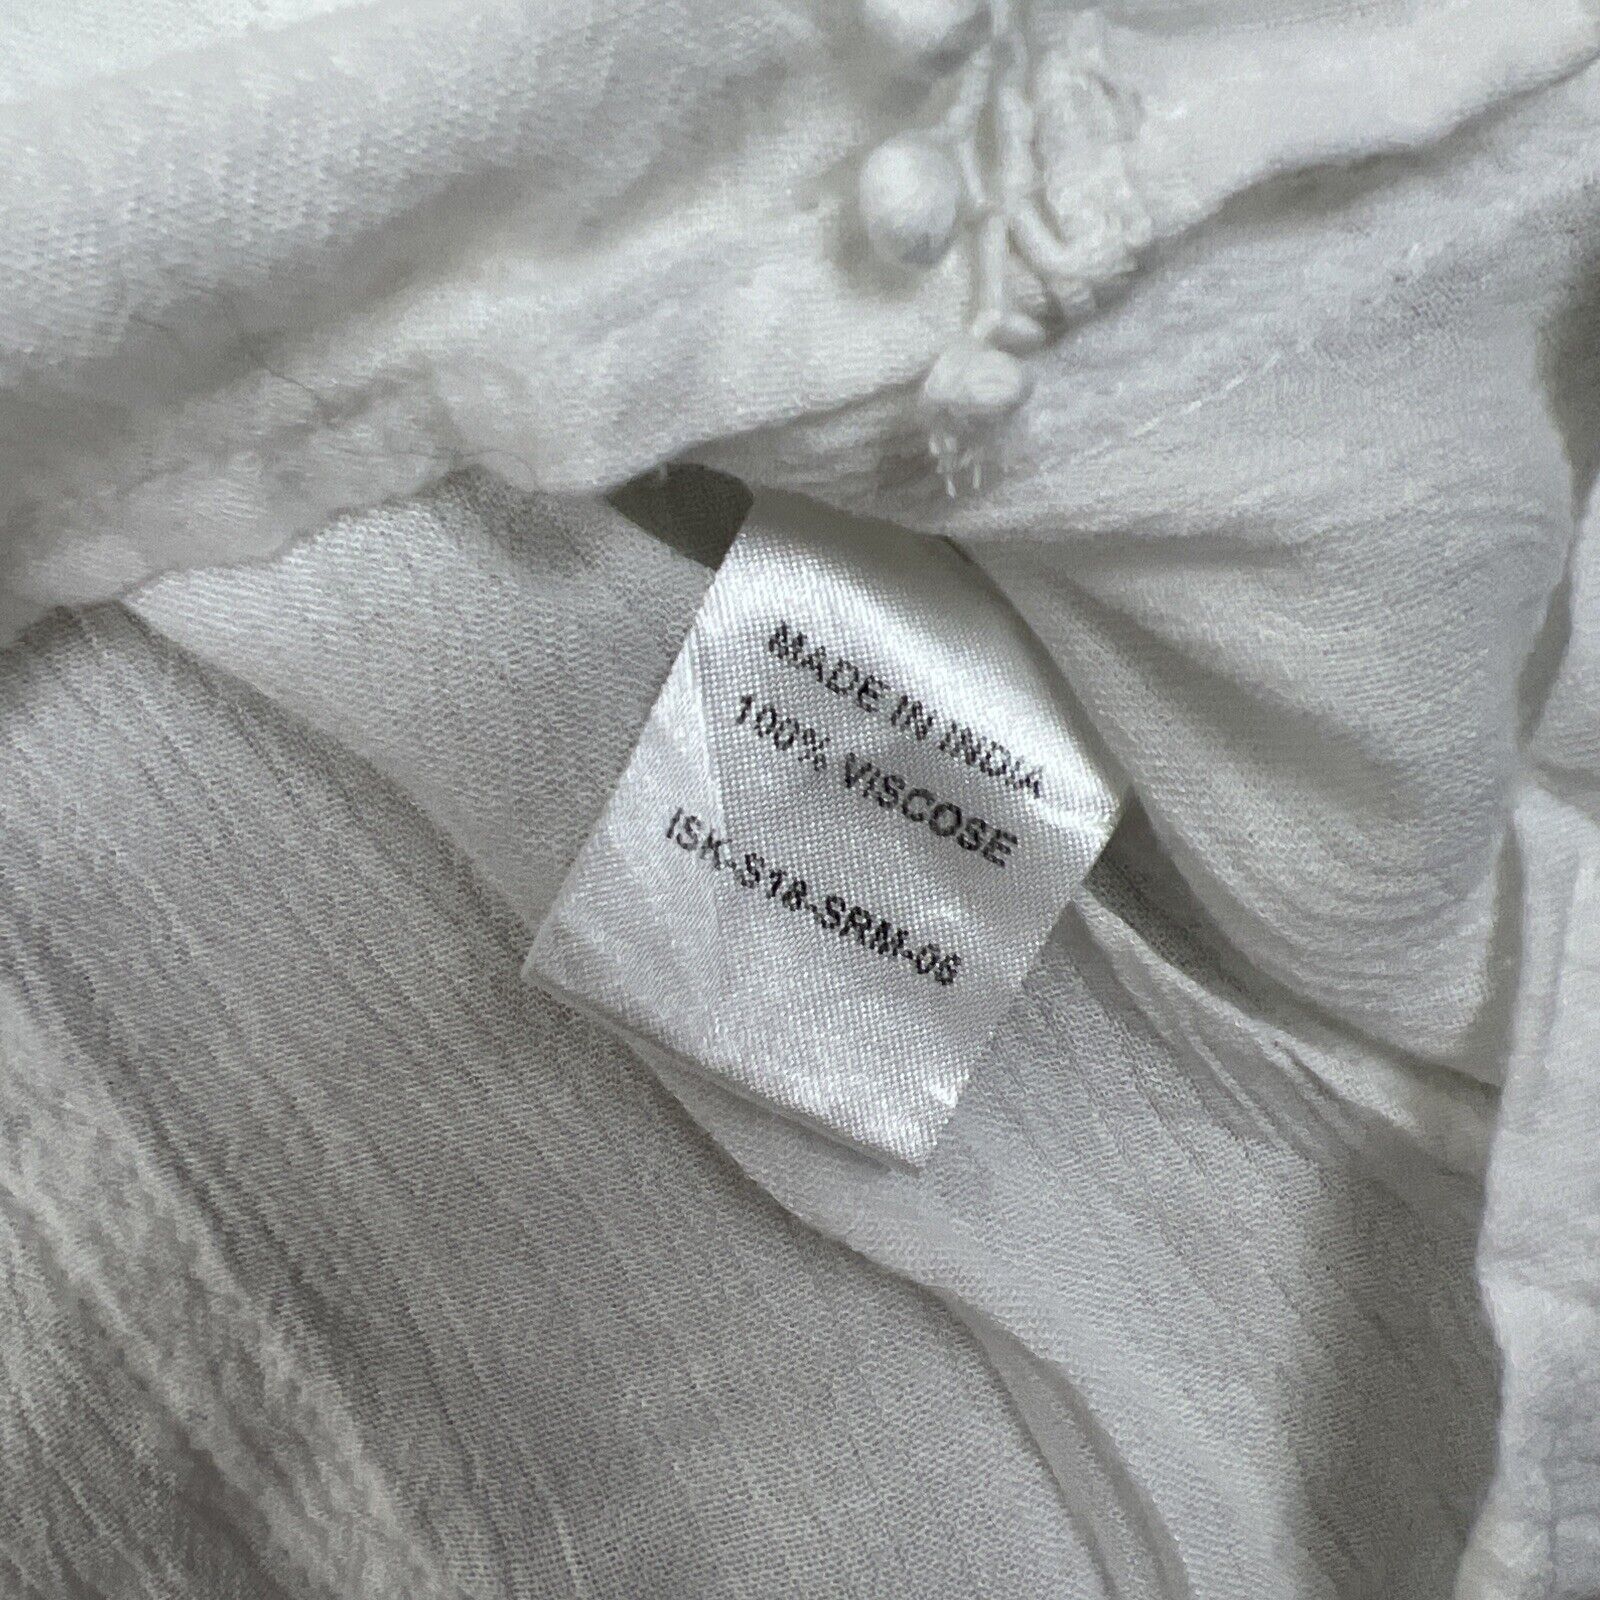 MADE IN INDIA
100% VISCOSE
ISK-S18-SRM-06